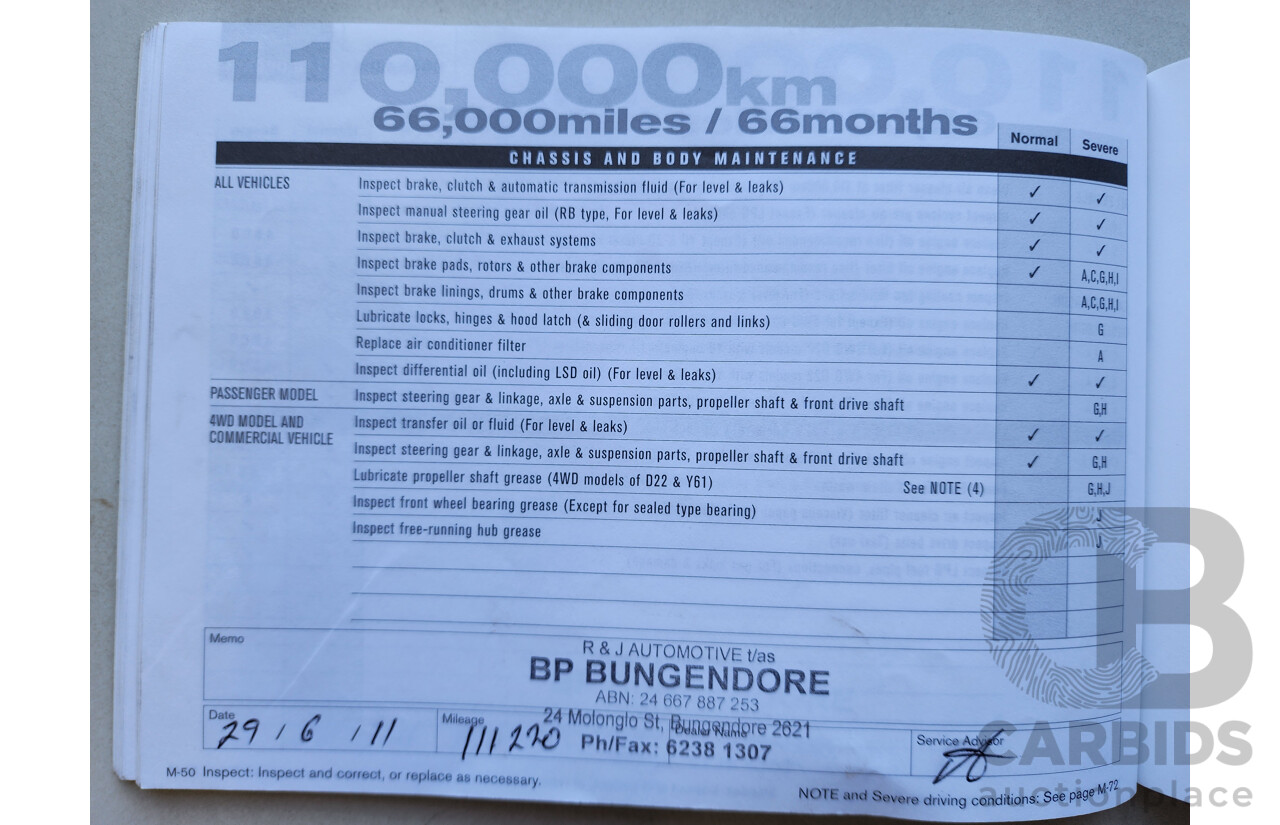 110,000km
66,000miles / 66months
Normal Severe
CHASSIS AND BODY MAINTENANCE
ALL VEHICLES Inspect brake, clutch & automatic transmission fluid (For level & leaks) ✓ ✓
Inspect manual steering gear oil (RB type, For level & leaks) ✓ ✓
Inspect brake, clutch & exhaust systems ✓ ✓
Inspect brake pads, rotors & other brake components ✓ A,C,G,H,I
Inspect brake linings, drums & other brake components A,C,G,H,I
Lubricate locks, hinges & hood latch (& sliding door rollers and links) G
Replace air conditioner filter A
Inspect differential oil (including LSD oil) (For level & leaks) ✓ ✓
PASSENGER MODEL Inspect steering gear & linkage, axle & suspension parts, propeller shaft & front drive shaft G,H
4WD MODEL AND Inspect transfer oil or fluid (For level & leaks) ✓ ✓
COMMERCIAL VEHICLE Inspect steering gear & linkage, axle & suspension parts, propeller shaft & front drive shaft ✓ G,H
Lubricate propeller shaft grease (4WD models of D22 & Y61) See NOTE (4) G,H,J
Inspect front wheel bearing grease (Except for sealed type bearing) J
Inspect free-running hub grease J
Memo
R & J AUTOMOTIVE t/as
BP BUNGENDORE
ABN: 24 667 887 253
24 Molonglo St, Bungendore 2621
Ph/Fax: 6238 1307
Date 29 / 6 / 11
Mileage 111220
Dealer Name
Service Advisor
M-50 Inspect: Inspect and correct, or replace as necessary.
NOTE and Severe driving conditions: See page M-72
CARBIDS
auctionplace